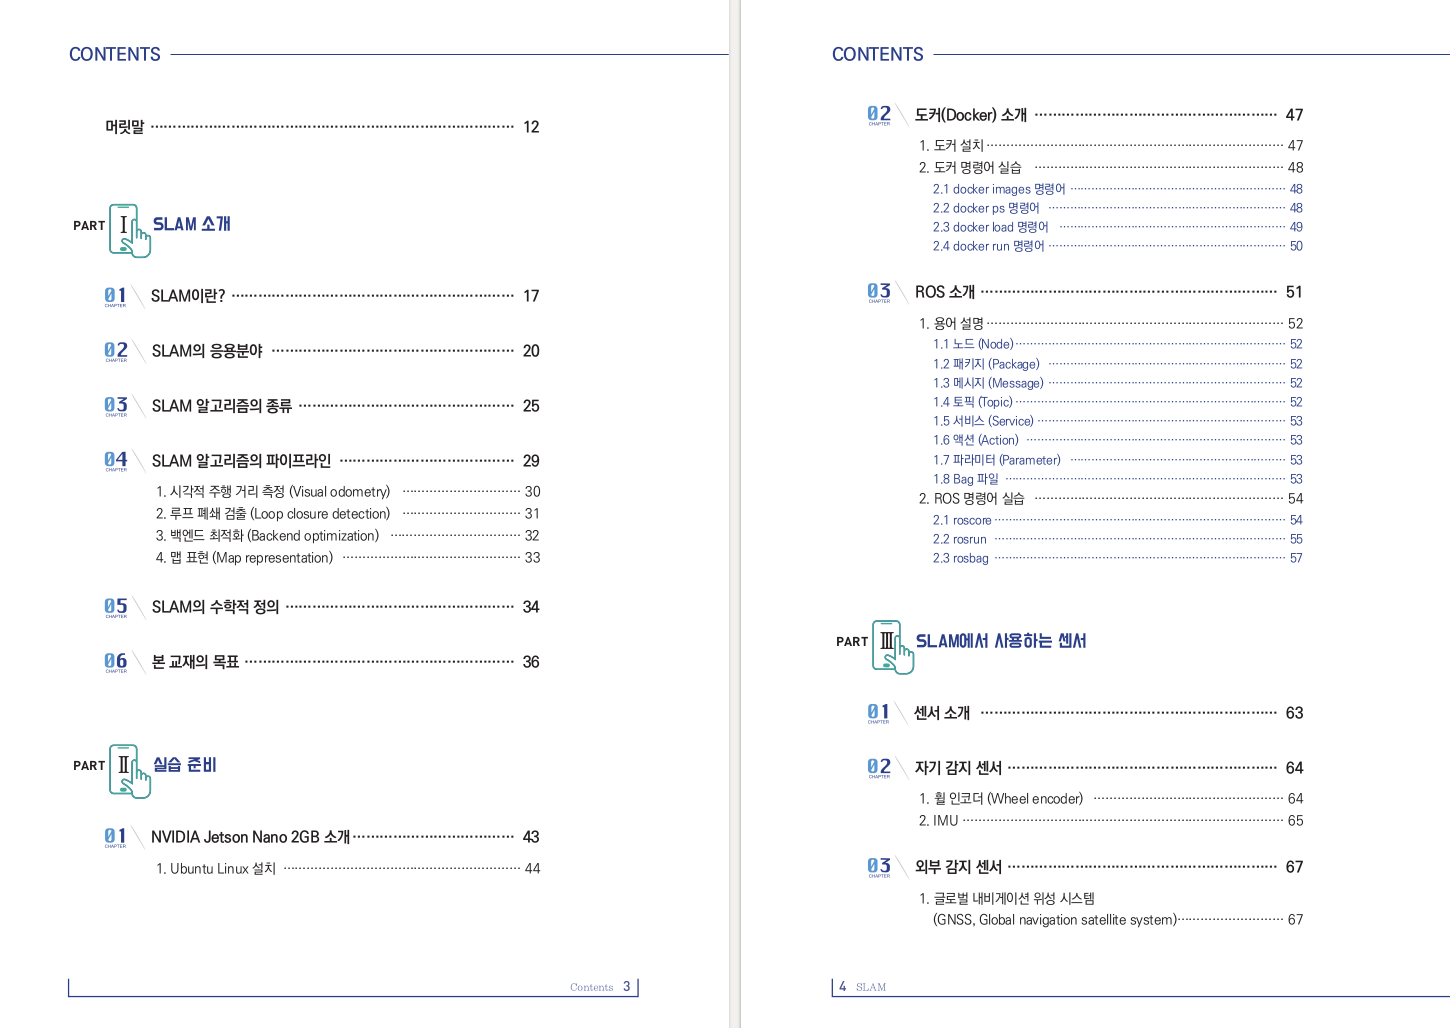 CONTENTS
머릿말 12
PART Ⅰ SLAM 소개
01 CHAPTER SLAM이란? 17
02 CHAPTER SLAM의 응용분야 20
03 CHAPTER SLAM 알고리즘의 종류 25
04 CHAPTER SLAM 알고리즘의 파이프라인 29
1. 시각적 주행 거리 측정 (Visual odometry) 30
2. 루프 폐쇄 검출 (Loop closure detection) 31
3. 백엔드 최적화 (Backend optimization) 32
4. 맵 표현 (Map representation) 33
05 CHAPTER SLAM의 수학적 정의 34
06 CHAPTER 본 교재의 목표 36
PART Ⅱ 실습 준비
01 CHAPTER NVIDIA Jetson Nano 2GB 소개 43
1. Ubuntu Linux 설치 44
Contents 3
CONTENTS
02 CHAPTER 도커(Docker) 소개 47
1. 도커 설치 47
2. 도커 명령어 실습 48
2.1 docker images 명령어 48
2.2 docker ps 명령어 48
2.3 docker load 명령어 49
2.4 docker run 명령어 50
03 CHAPTER ROS 소개 51
1. 용어 설명 52
1.1 노드 (Node) 52
1.2 패키지 (Package) 52
1.3 메시지 (Message) 52
1.4 토픽 (Topic) 52
1.5 서비스 (Service) 53
1.6 액션 (Action) 53
1.7 파라미터 (Parameter) 53
1.8 Bag 파일 53
2. ROS 명령어 실습 54
2.1 roscore 54
2.2 rosrun 55
2.3 rosbag 57
PART Ⅲ SLAM에서 사용하는 센서
01 CHAPTER 센서 소개 63
02 CHAPTER 자기 감지 센서 64
1. 휠 인코더 (Wheel encoder) 64
2. IMU 65
03 CHAPTER 외부 감지 센서 67
1. 글로벌 내비게이션 위성 시스템
(GNSS, Global navigation satellite system) 67
4 SLAM